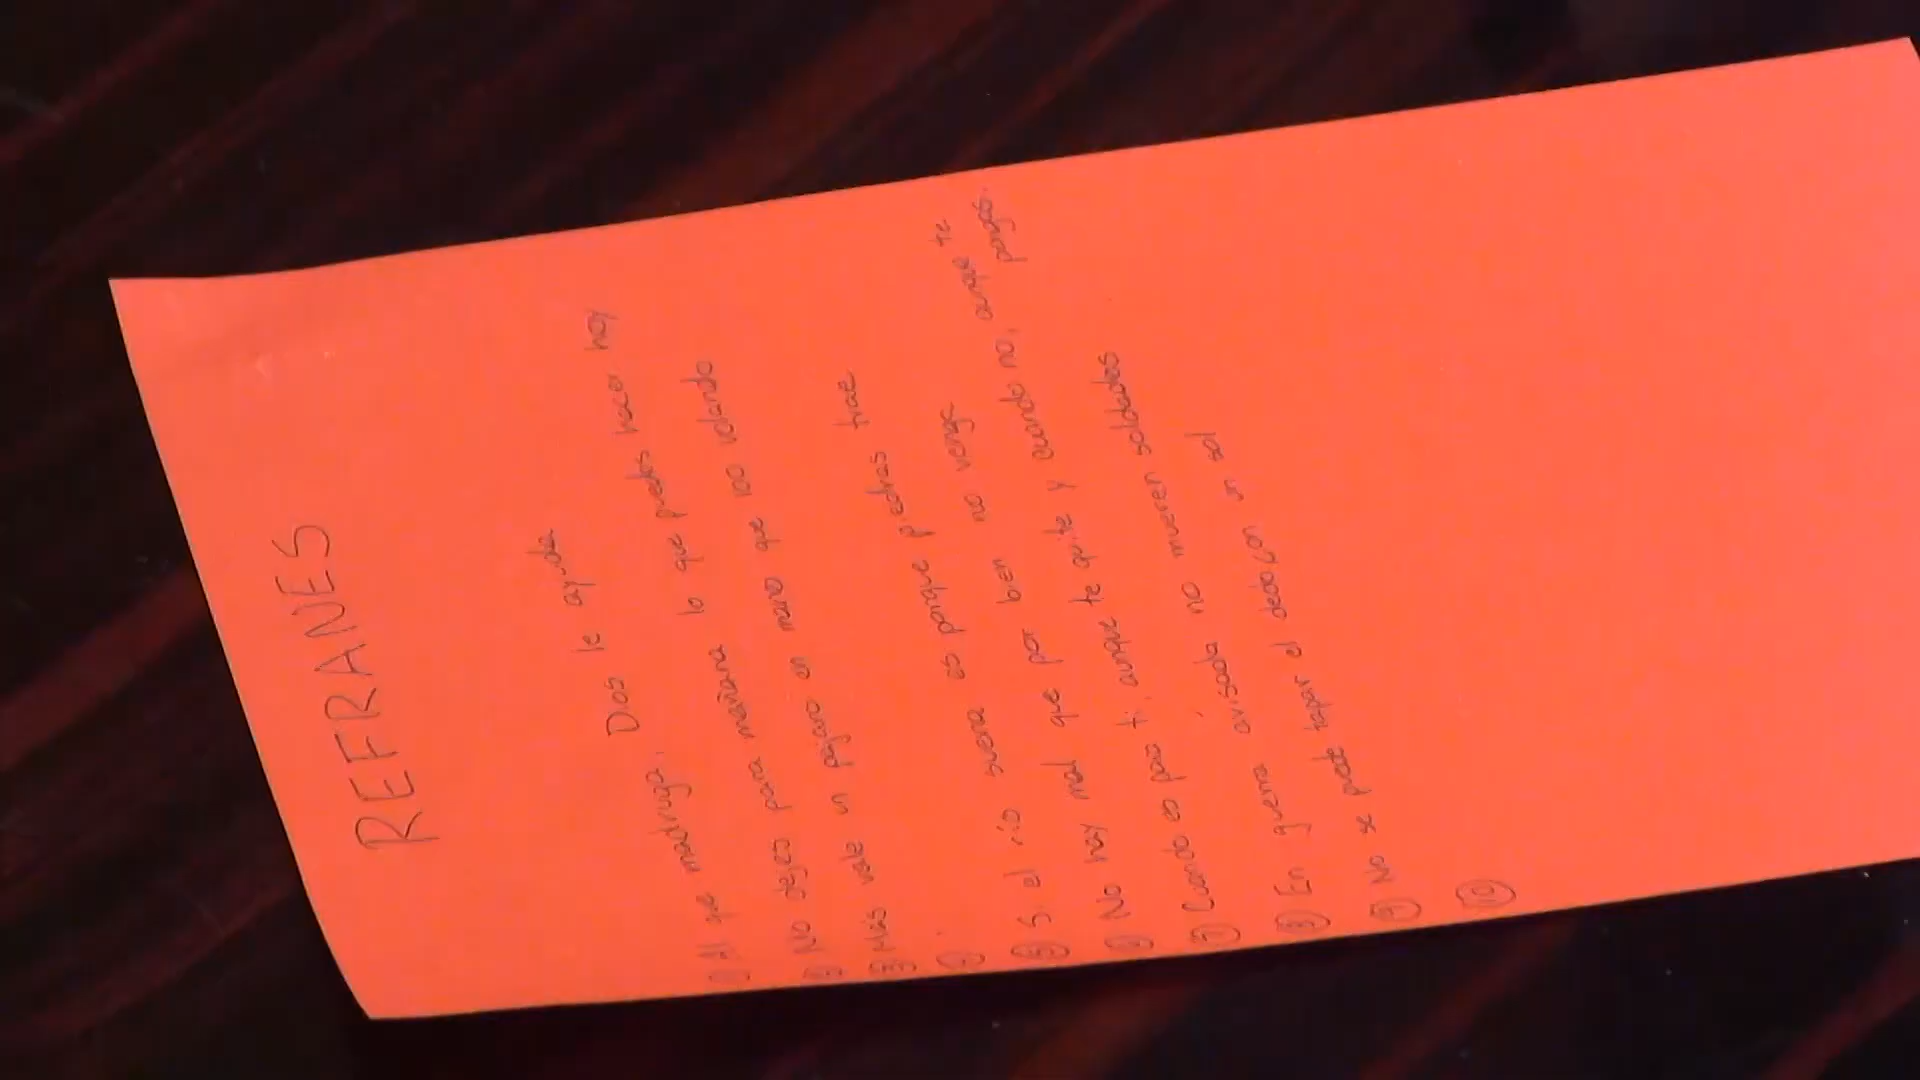 REFRANES
① Al que madruga, Dios le ayuda
② No dejes para mañana lo que puedes hacer hoy
③ Más vale un pájaro en mano que 100 volando
④
⑤ Si el río suena es porque piedras trae
⑥ No hay mal que por bien no venga
⑦ Cuando es para ti, aunque te quite y cuando no, aunque te
pongas.
⑧ En guerra avisada no mueren soldados
⑨ No se puede tapar el dedo con un sol
⑩